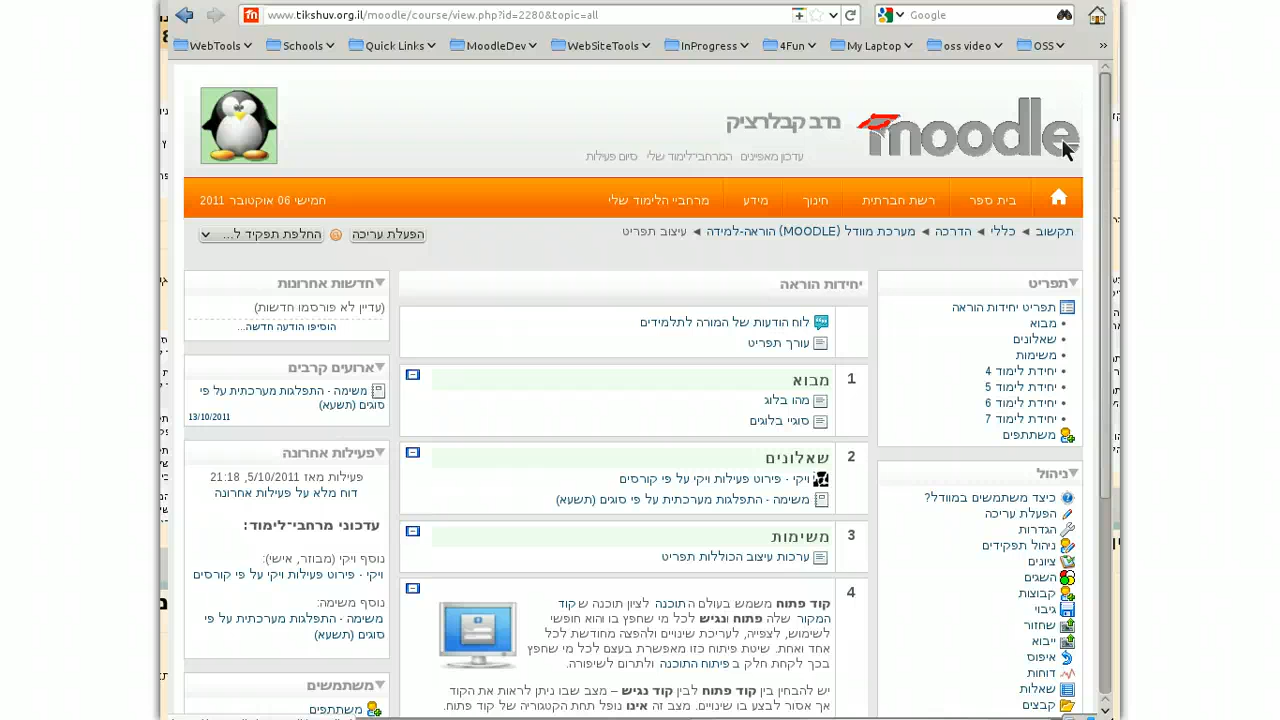 www.tikshuv.org.il/moodle/course/view.php?id=2280&topic=all
Google
WebTools
Schools
Quick Links
MoodleDev
WebSiteTools
InProgress
4Fun
My Laptop
oss video
OSS
»
moodle
נדב קבלרציק
עדכון מאפיינים המרחבי־לימוד שלי סיום פעילות
בית ספר
רשת חברתית
חינוך
מידע
מרחביי הלימוד שלי
חמישי 06 אוקטובר 2011
תקשוב ◄ כללי ◄ הדרכה ◄ מערכת מוודל (MOODLE) הוראה-למידה ◄ עיצוב תפריט
הפעלת עריכה
החלפת תפקיד ל...
תפריט
תפריט יחידות הוראה
מבוא
שאלונים
משימות
יחידת לימוד 4
יחידת לימוד 5
יחידת לימוד 6
יחידת לימוד 7
משתתפים
ניהול
כיצד משתמשים במוודל?
הפעלת עריכה
הגדרות
ניהול תפקידים
ציונים
השגים
קבוצות
גיבוי
שחזור
ייבוא
איפוס
דוחות
שאלות
קבצים
יחידות הוראה
לוח הודעות של המורה לתלמידים
עורך תפריט
1
מבוא
מהו בלוג
סוגיי בלוגים
2
שאלונים
ויקי - פירוט פעילות ויקי על פי קורסים
משימה - התפלגות מערכתית על פי סוגים (תשעא)
3
משימות
ערכות עיצוב הכוללות תפריט
4
קוד פתוח משמש בעולם התוכנה לציון תוכנה שקוד
המקור שלה פתוח ונגיש לכל מי שחפץ בו והוא חופשי
לשימוש, לצפייה, לעריכת שינויים ולהפצה מחודשת לכל
אחד ואחת. שיטת פיתוח כזו מאפשרת בעצם לכל מי שחפץ
בכך לקחת חלק בפיתוח התוכנה ולתרום לשיפורה.
יש להבחין בין קוד פתוח לבין קוד נגיש – מצב שבו ניתן לראות את הקוד
אך אסור לבצע בו שינויים. מצב זה אינו נופל תחת הקטגוריה של קוד פתוח.
חדשות אחרונות
(עדיין לא פורסמו חדשות)
הוסיפו הודעה חדשה...
ארועים קרבים
משימה - התפלגות מערכתית על פי
סוגים (תשעא)
13/10/2011
פעילות אחרונה
פעילות מאז 5/10/2011, 21:18
דוח מלא על פעילות אחרונה
עדכוני מרחבי־לימוד:
נוסף ויקי (מבוזר, אישי):
ויקי - פירוט פעילות ויקי על פי קורסים
נוסף משימה:
משימה - התפלגות מערכתית על פי
סוגים (תשעא)
משתמשים
משתתפים